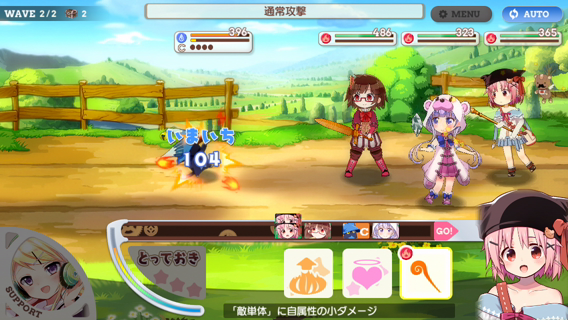 WAVE 2/2 2
通常攻撃
MENU
AUTO
396
C
486
323
365
いまいち
104
C
GO!
SUPPORT
とっておき
「敵単体」に自属性の小ダメージ